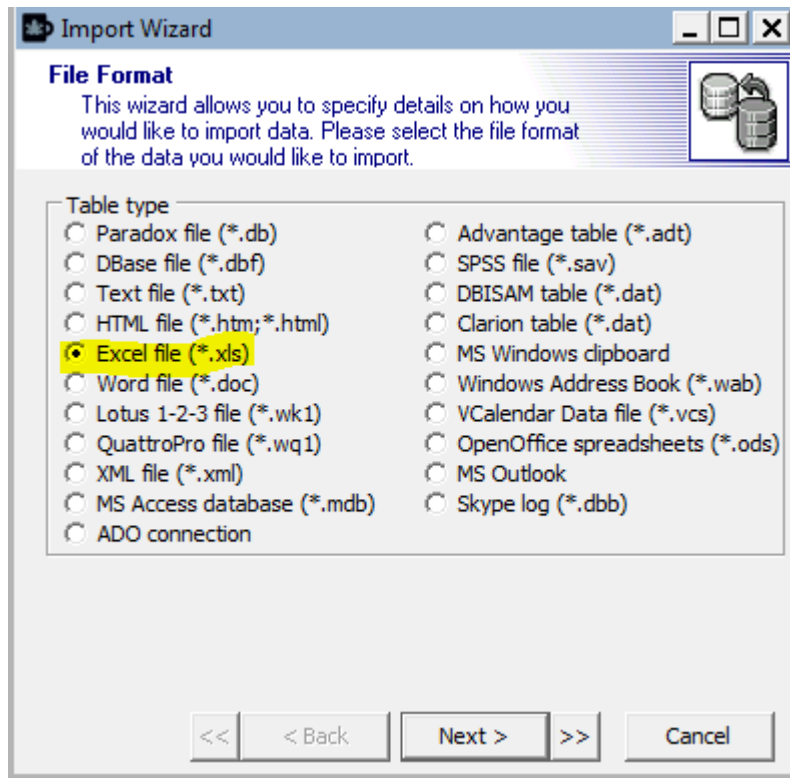 Import Wizard
File Format
This wizard allows you to specify details on how you
would like to import data. Please select the file format
of the data you would like to import.
Table type
Paradox file (*.db)
DBase file (*.dbf)
Text file (*.txt)
HTML file (*.htm;*.html)
Excel file (*.xls)
Word file (*.doc)
Lotus 1-2-3 file (*.wk1)
QuattroPro file (*.wq1)
XML file (*.xml)
MS Access database (*.mdb)
ADO connection
Advantage table (*.adt)
SPSS file (*.sav)
DBISAM table (*.dat)
Clarion table (*.dat)
MS Windows clipboard
Windows Address Book (*.wab)
VCalendar Data file (*.vcs)
OpenOffice spreadsheets (*.ods)
MS Outlook
Skype log (*.dbb)
<< < Back Next > >> Cancel